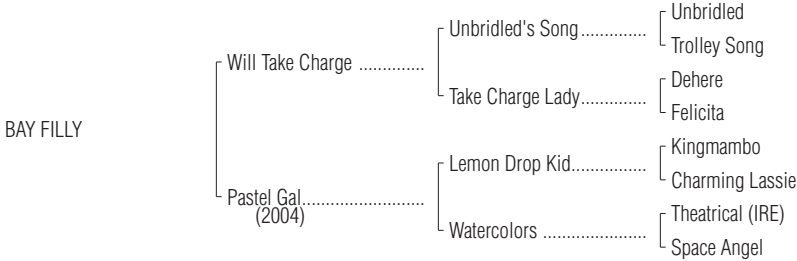 Unbridled
Unbridled's Song..............
Trolley Song
Will Take Charge ..............
Dehere
Take Charge Lady..............
Felicita
BAY FILLY
Kingmambo
Lemon Drop Kid................
Charming Lassie
Pastel Gal..........................
(2004)
Theatrical (IRE)
Watercolors ......................
Space Angel